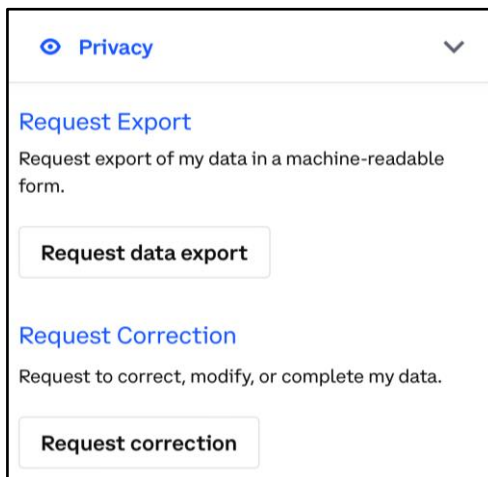 Privacy
Request Export
Request export of my data in a machine-readable
form.
Request data export
Request Correction
Request to correct, modify, or complete my data.
Request correction